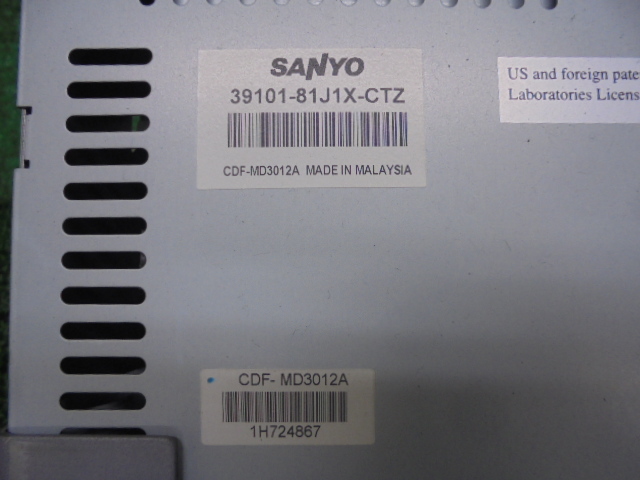 SANYO
39101-81J1X-CTZ
CDF-MD3012A MADE IN MALAYSIA
US and foreign pate
Laboratories Licens
CDF- MD3012A
1H724867